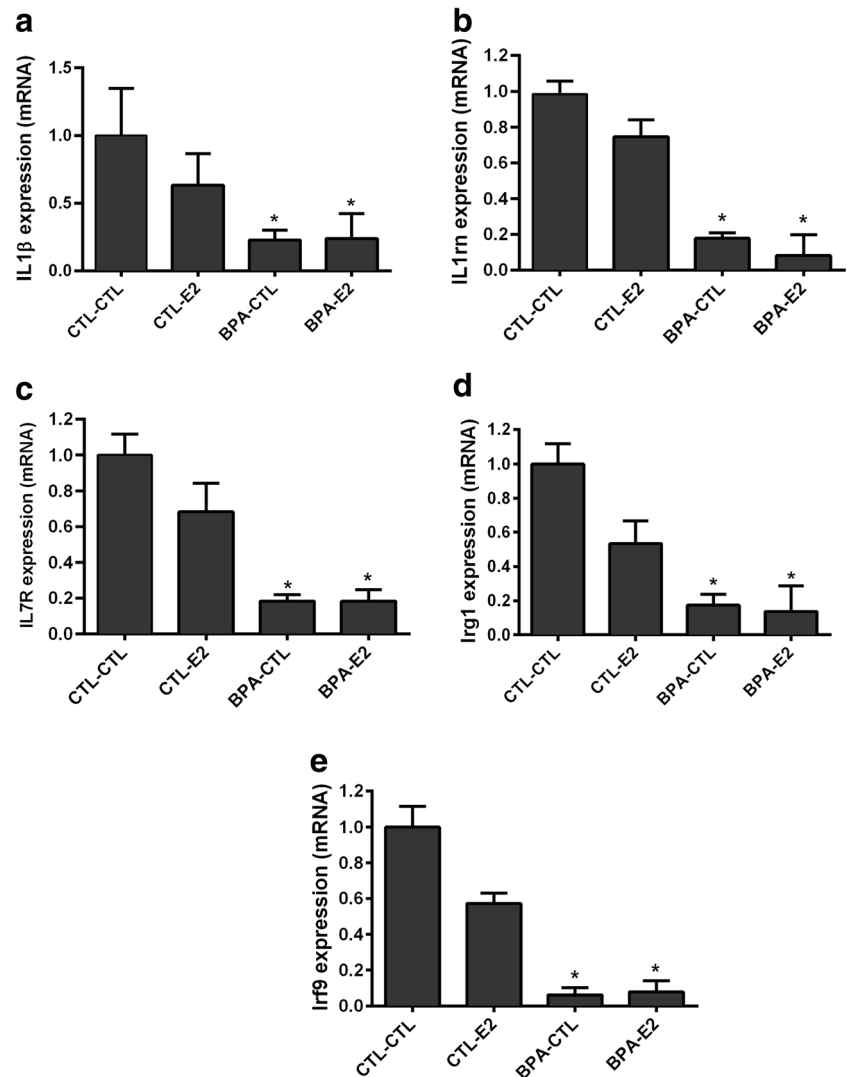 a
IL1β expression (mRNA)
1.5
1.0
0.5
0.0
*
*
CTL-CTL
CTL-E2
BPA-CTL
BPA-E2
b
IL1rn expression (mRNA)
1.2
1.0
0.8
0.6
0.4
0.2
0.0
*
*
CTL-CTL
CTL-E2
BPA-CTL
BPA-E2
c
IL7R expression (mRNA)
1.2
1.0
0.8
0.6
0.4
0.2
0.0
*
*
CTL-CTL
CTL-E2
BPA-CTL
BPA-E2
d
Irg1 expression (mRNA)
1.2
1.0
0.8
0.6
0.4
0.2
0.0
*
*
CTL-CTL
CTL-E2
BPA-CTL
BPA-E2
e
Irf9 expression (mRNA)
1.2
1.0
0.8
0.6
0.4
0.2
0.0
*
*
CTL-CTL
CTL-E2
BPA-CTL
BPA-E2